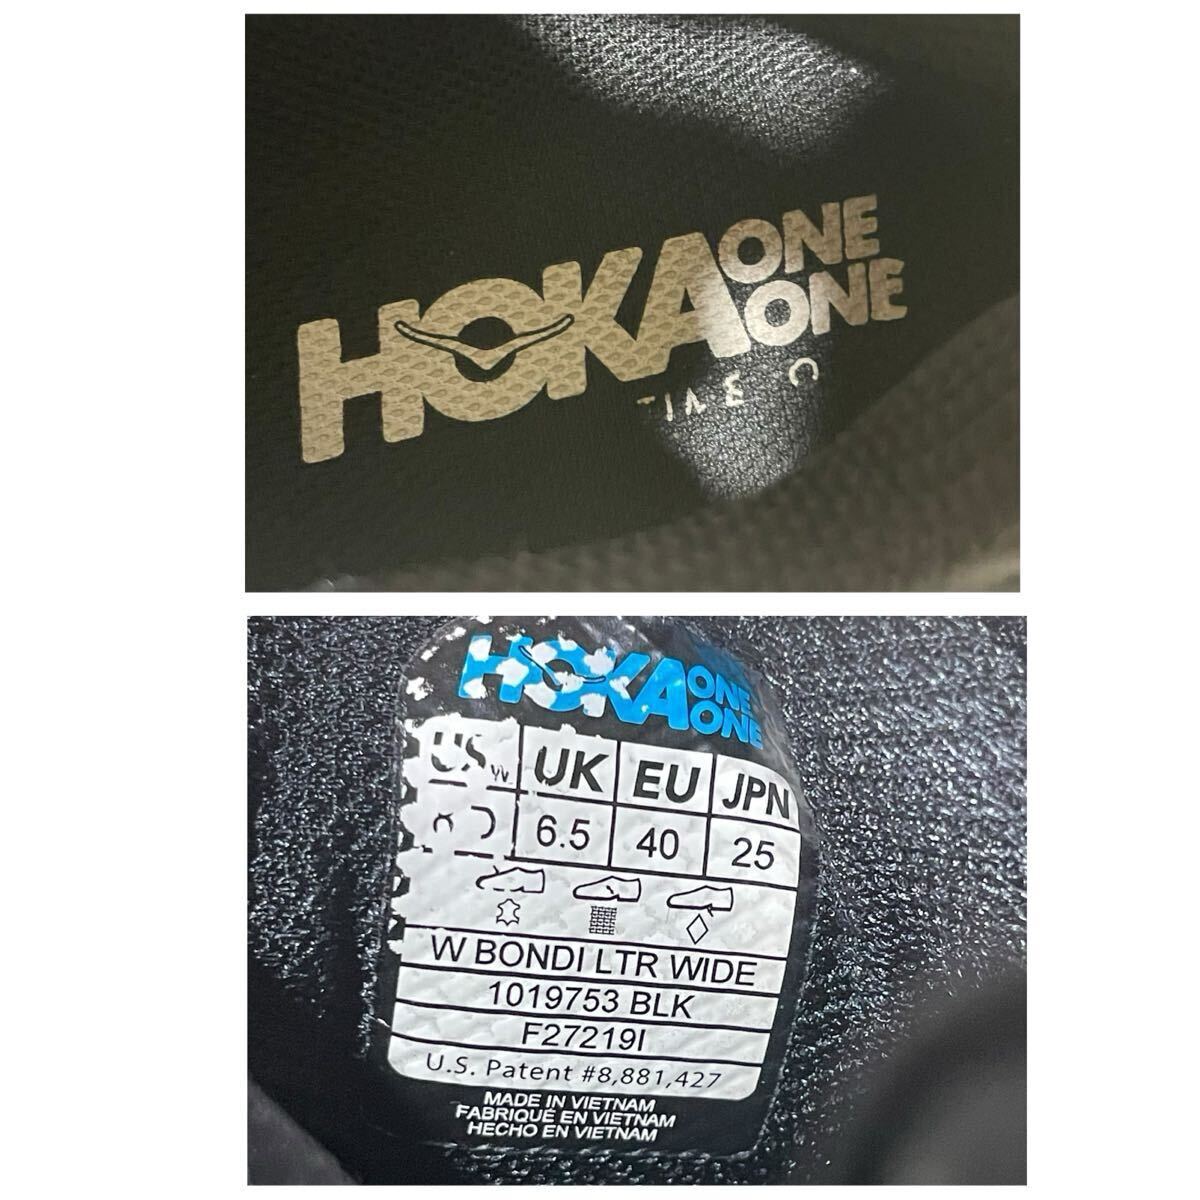 HOKA ONE ONE
HOKA ONE ONE
US W UK EU JPN
6.5 40 25
W BONDI LTR WIDE
1019753 BLK
F27219I
U.S. Patent #8,881,427
MADE IN VIETNAM
FABRIQUÉ EN VIETNAM
HECHO EN VIETNAM